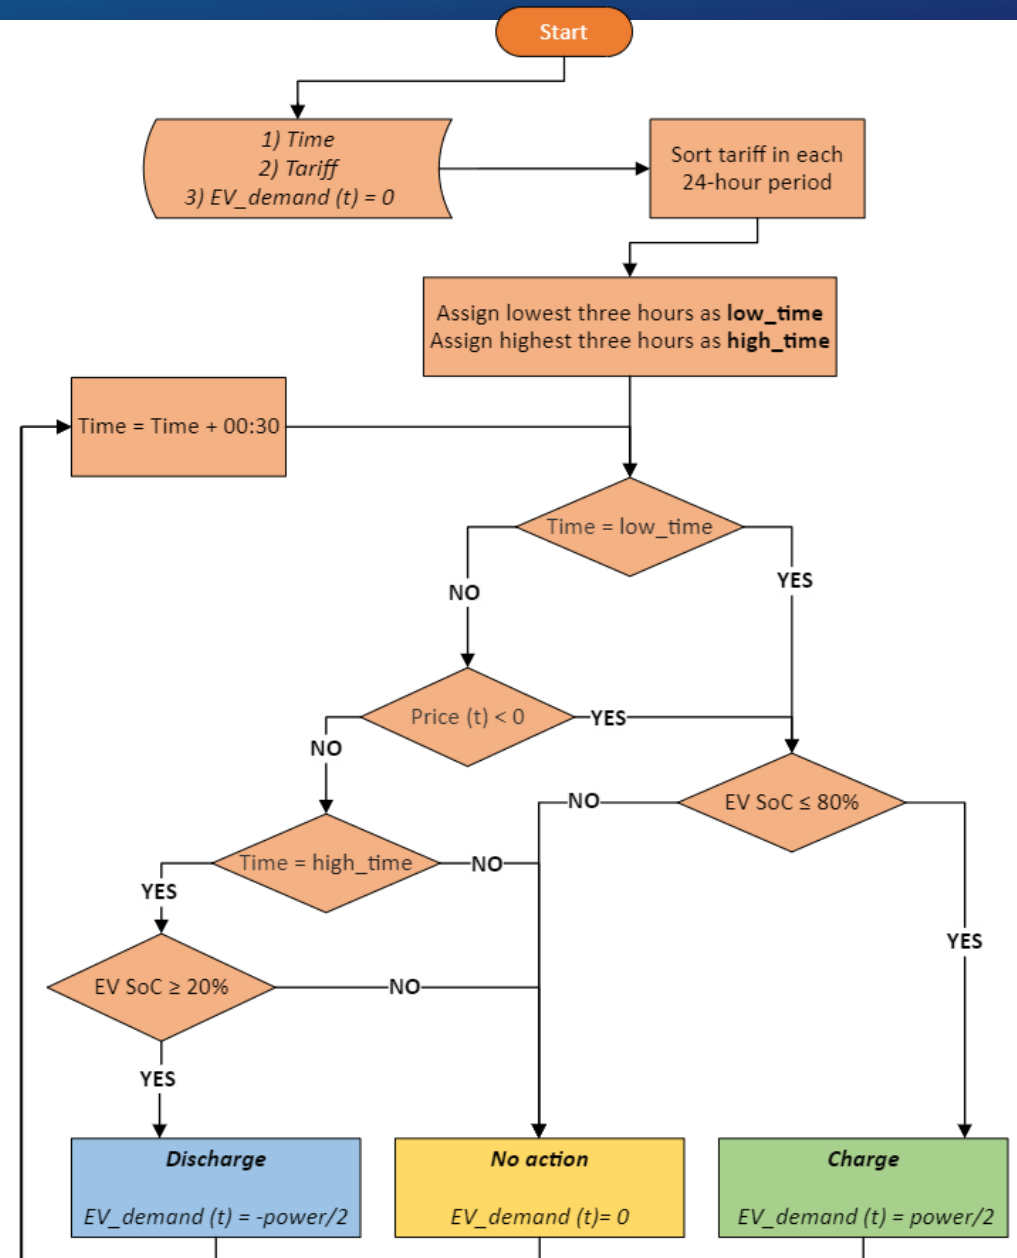 Start
1) Time
2) Tariff
3) EV_demand (t) = 0
Sort tariff in each
24-hour period
Assign lowest three hours as low_time
Assign highest three hours as high_time
Time = Time + 00:30
Time = low_time
NO
YES
Price (t) < 0
YES
NO
EV SoC ≤ 80%
NO
Time = high_time
NO
YES
YES
EV SoC ≥ 20%
NO
YES
Discharge
EV_demand (t) = -power/2
No action
EV_demand (t)= 0
Charge
EV_demand (t) = power/2